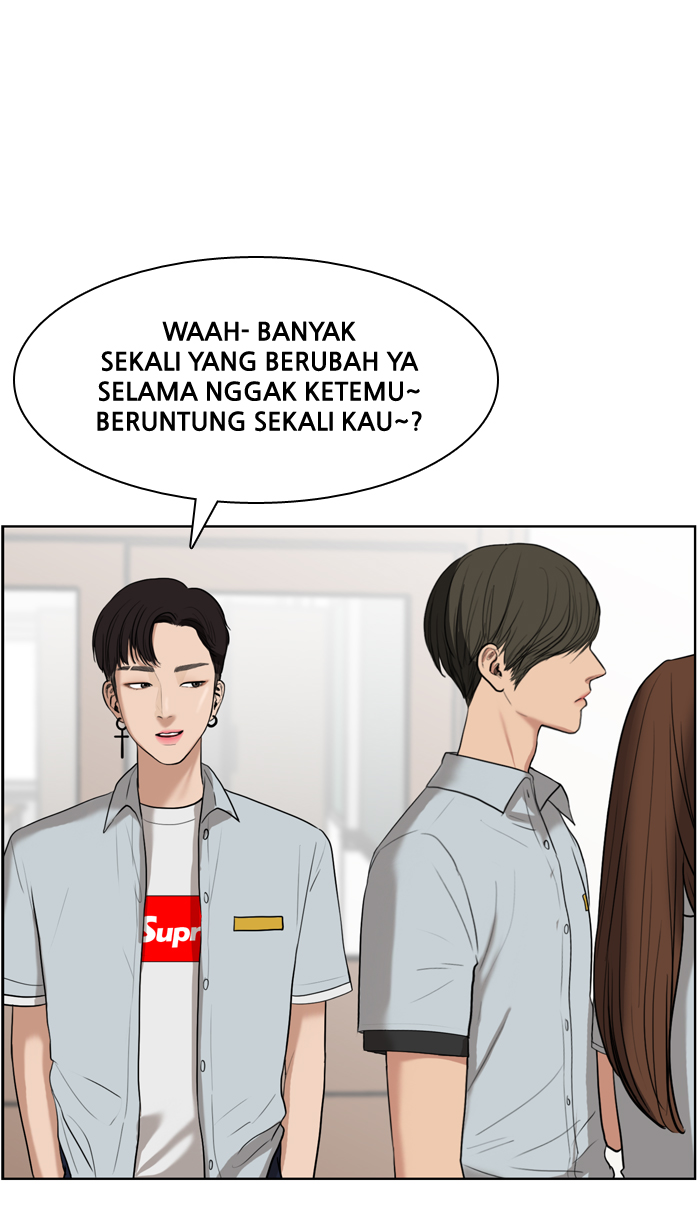 WAAH- BANYAK
SEKALI YANG BERUBAH YA
SELAMA NGGAK KETEMU~
BERUNTUNG SEKALI KAU~?
Supr